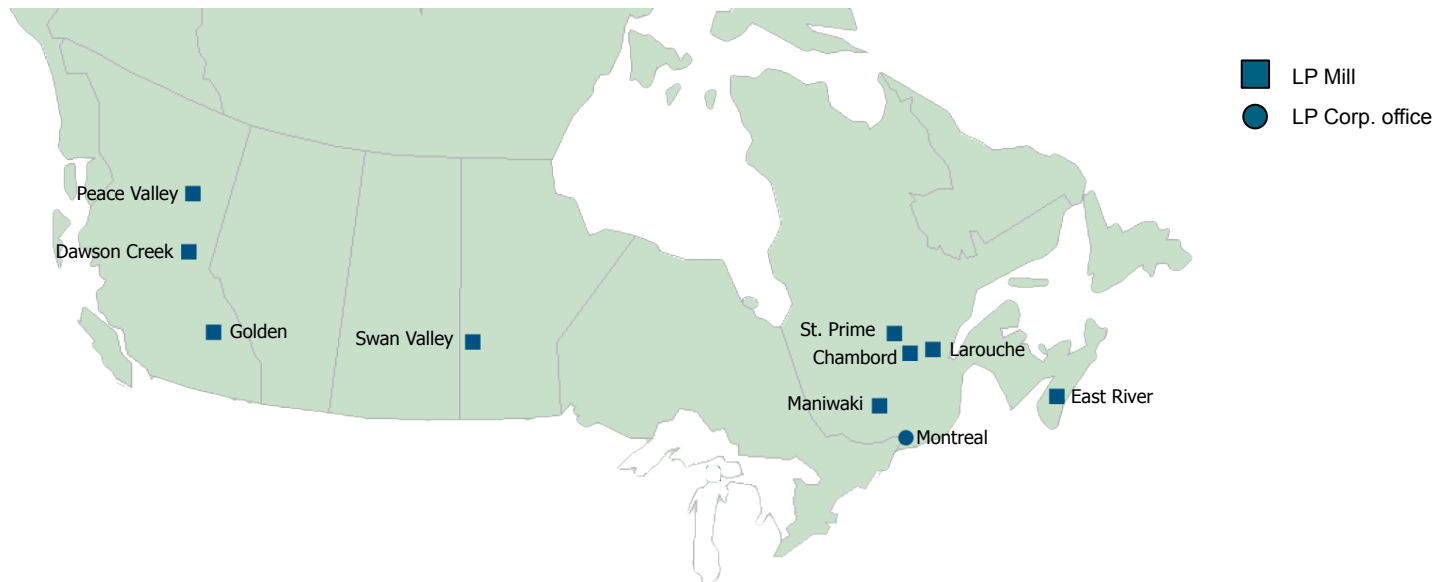 LP Mill
LP Corp. office
Peace Valley
Dawson Creek
Golden
Swan Valley
St. Prime
Chambord
Larouche
Maniwaki
East River
Montreal